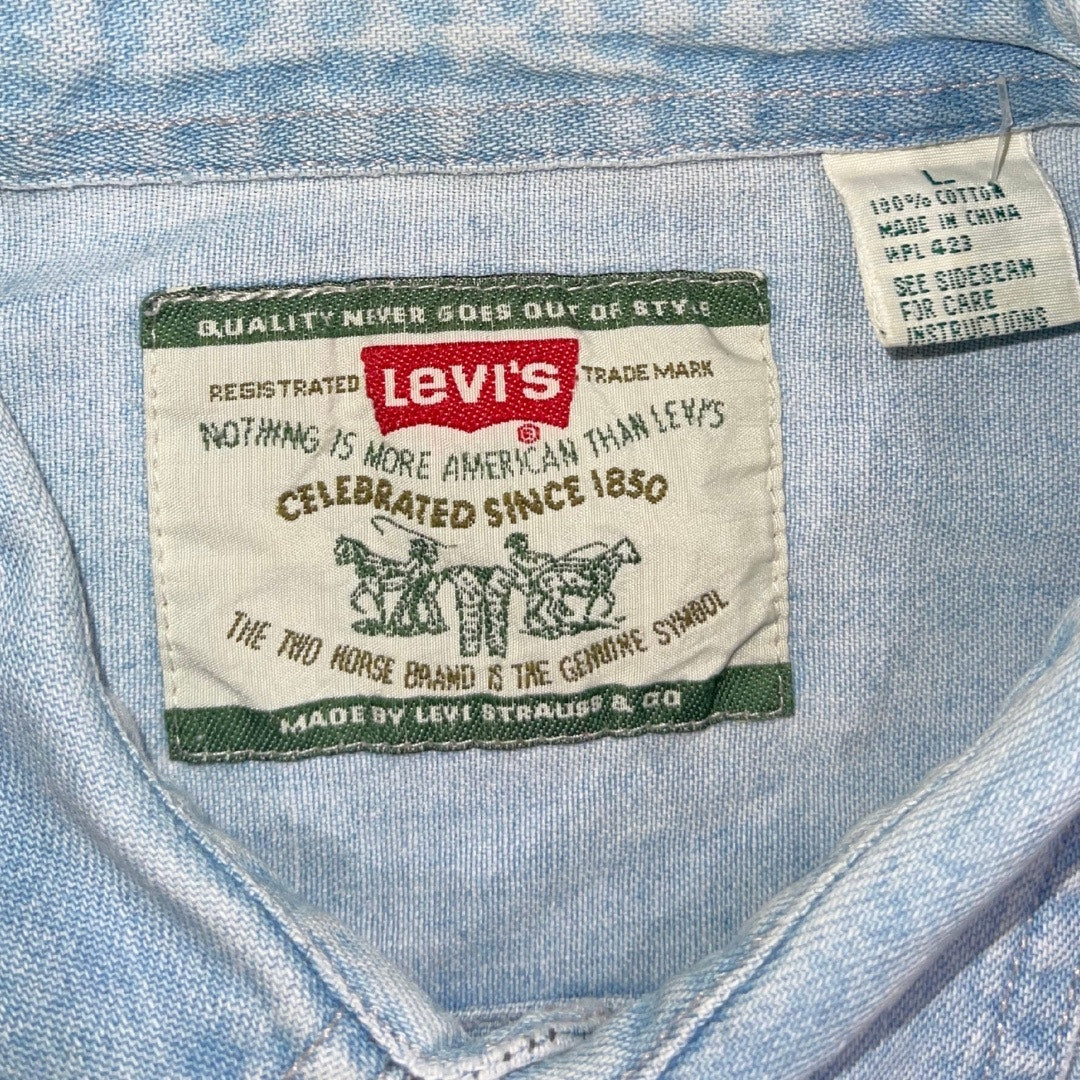 L
100% COTTON
MADE IN CHINA
WPL 423
SEE SIDESEAM
FOR CARE
INSTRUCTIONS
QUALITY NEVER GOES OUT OF STYLE
REGISTRATED LEVI'S TRADE MARK
®
NOTHING IS MORE AMERICAN THAN LEVI'S
CELEBRATED SINCE 1850
THE TWO HORSE BRAND IS THE GENUINE SYMBOL
MADE BY LEVI STRAUSS & CO